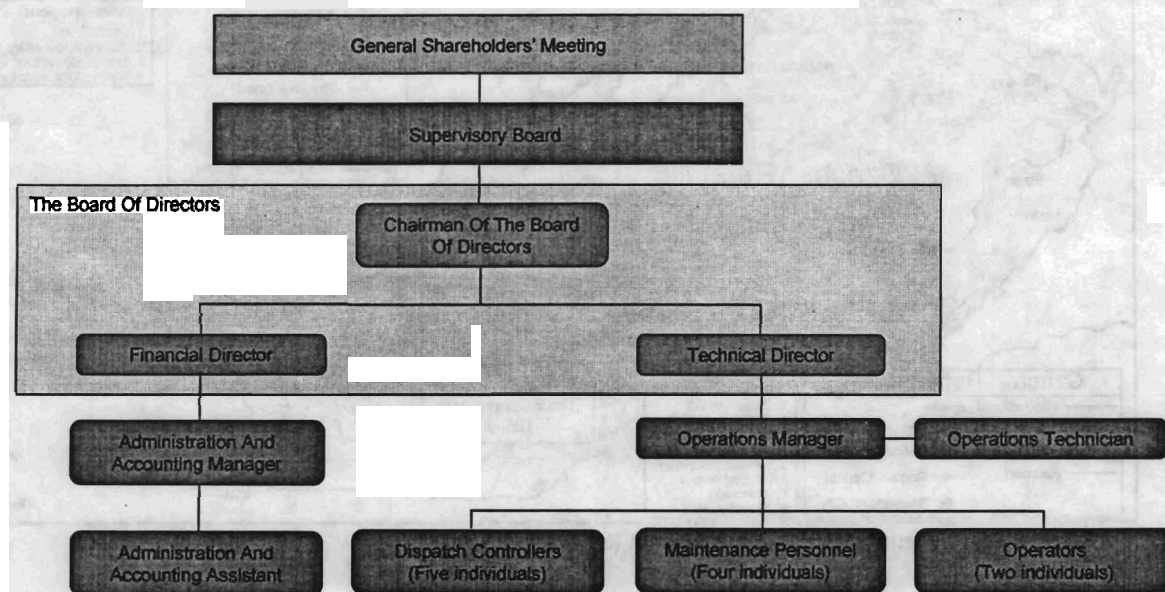 General Shareholders' Meeting
Supervisory Board
The Board Of Directors
Chairman Of The Board
Of Directors
Financial Director
Technical Director
Administration And
Accounting Manager
Operations Manager
Operations Technician
Administration And
Accounting Assistant
Dispatch Controllers
(Five individuals)
Maintenance Personnel
(Four individuals)
Operators
(Two individuals)